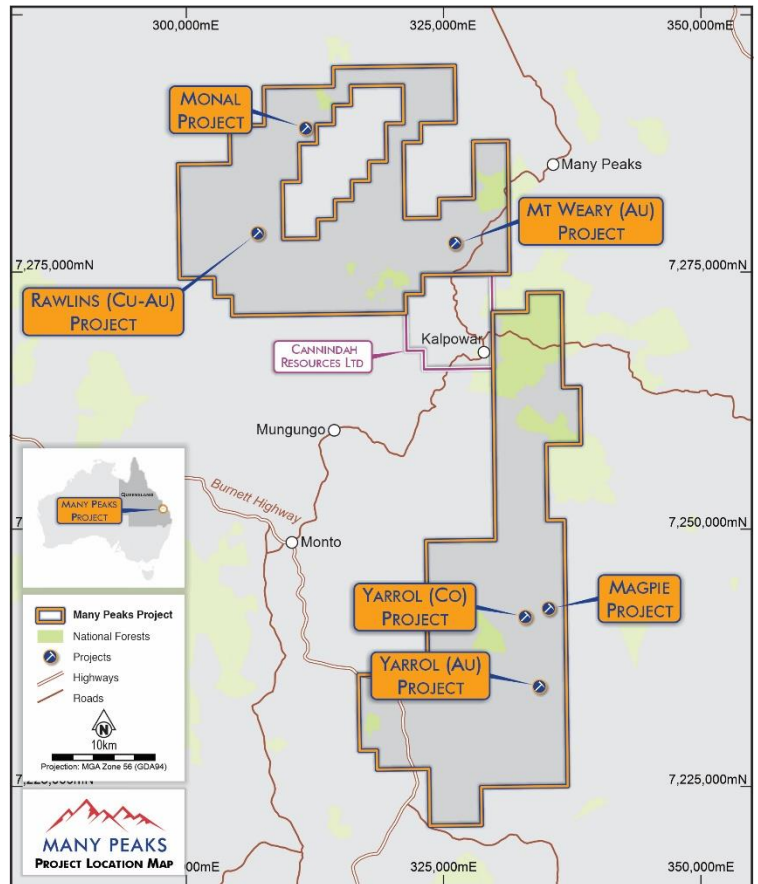 300,000mE
325,000mE
350,000mE
MONAL
PROJECT
Many Peaks
MT WEARY (AU)
PROJECT
7,275,000mN
7,275,000mN
RAWLINS (CU-AU)
PROJECT
CANNINDAH
RESOURCES LTD
Kalpowar
Mungungo
QUEENSLAND
MANY PEAKS
PROJECT
Burnett Highway
7,250,000mN
Monto
YARROL (CO)
PROJECT
MAGPIE
PROJECT
YARROL (AU)
PROJECT
Many Peaks Project
National Forests
Projects
Highways
Roads
N
10km
Projection: MGA Zone 56 (GDA94)
7,225,000mN
MANY PEAKS
PROJECT LOCATION MAP
300,000mE
325,000mE
350,000mE